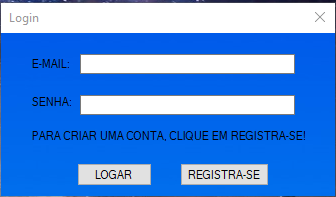 Login
E-MAIL:
SENHA:
PARA CRIAR UMA CONTA, CLIQUE EM REGISTRA-SE!
LOGAR REGISTRA-SE